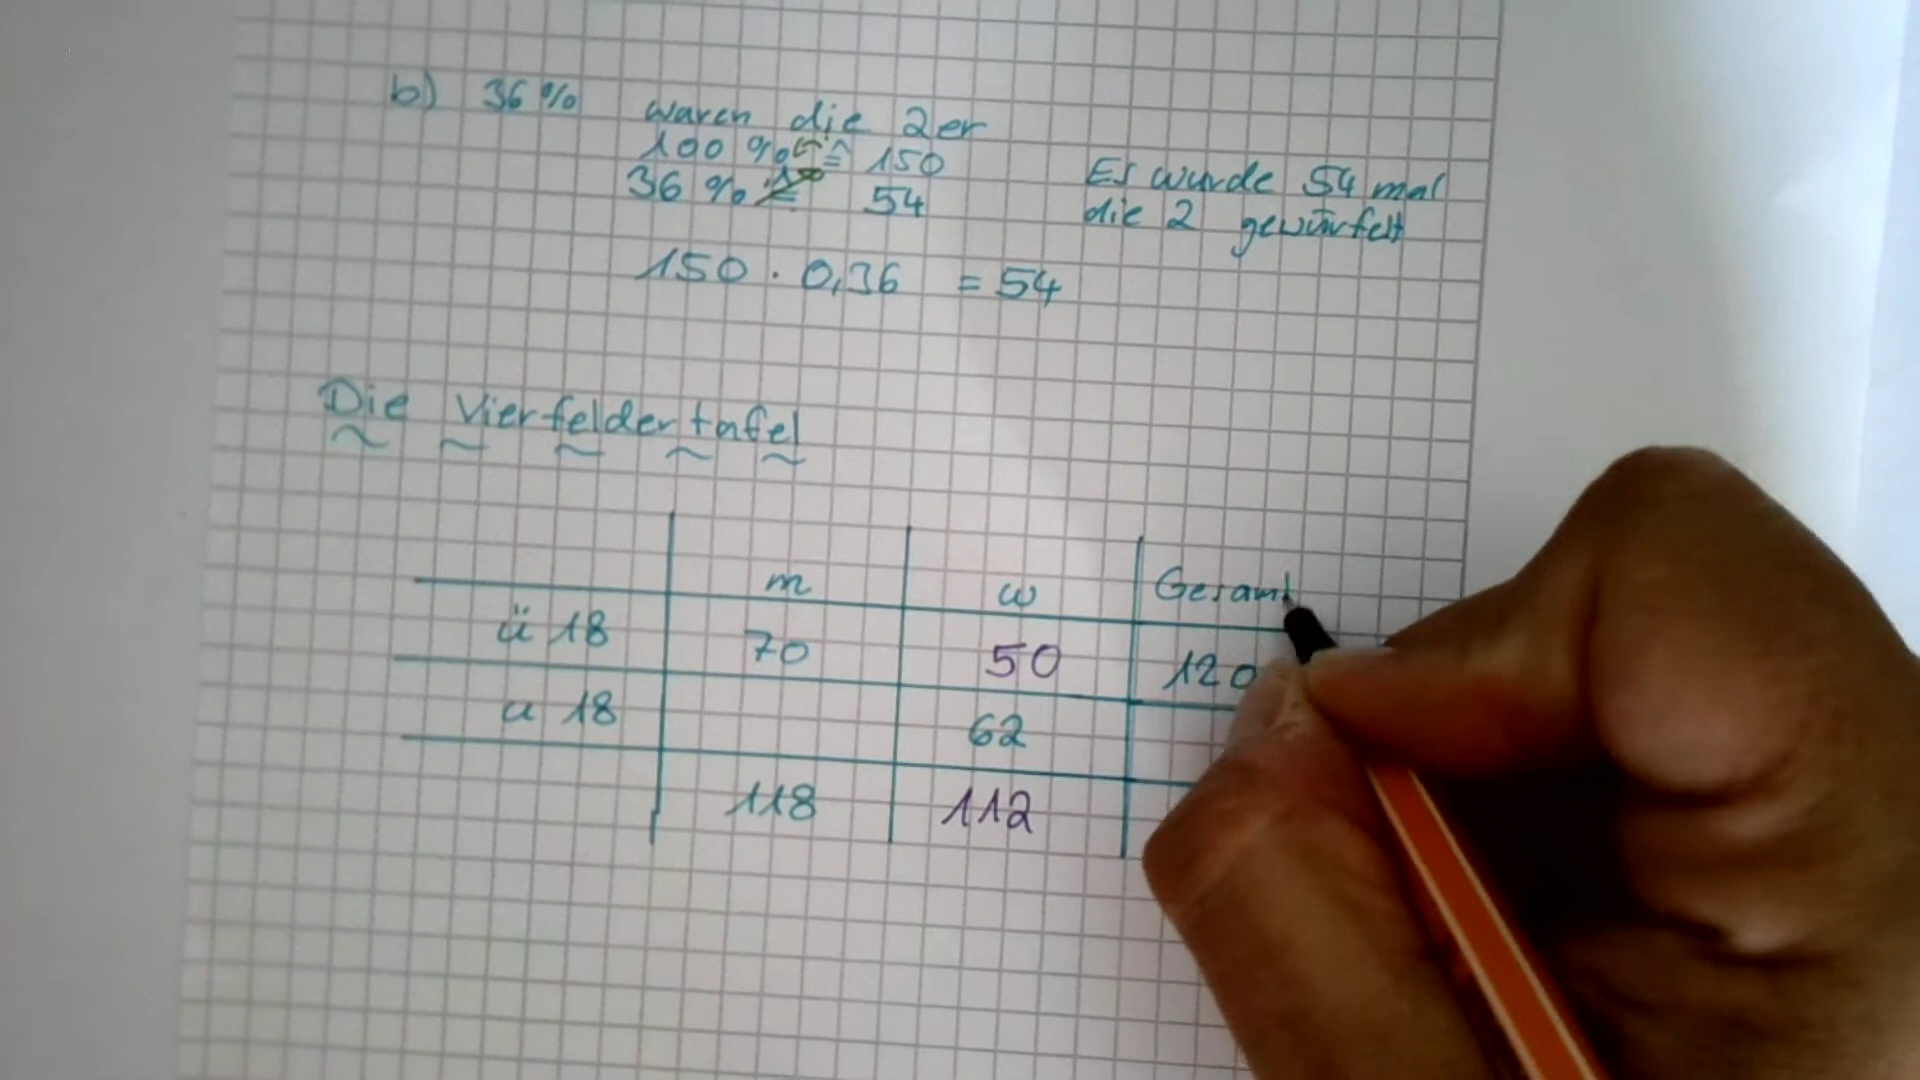 b) 36% waren die 2er
100 % ≙ 150
36 % ≙ 54
Es wurde 54 mal
die 2 gewürfelt
150 · 0,36 = 54
Die Vierfeldertafel
m w Gesamt
ü 18 70 50 120
u 18 62
118 112